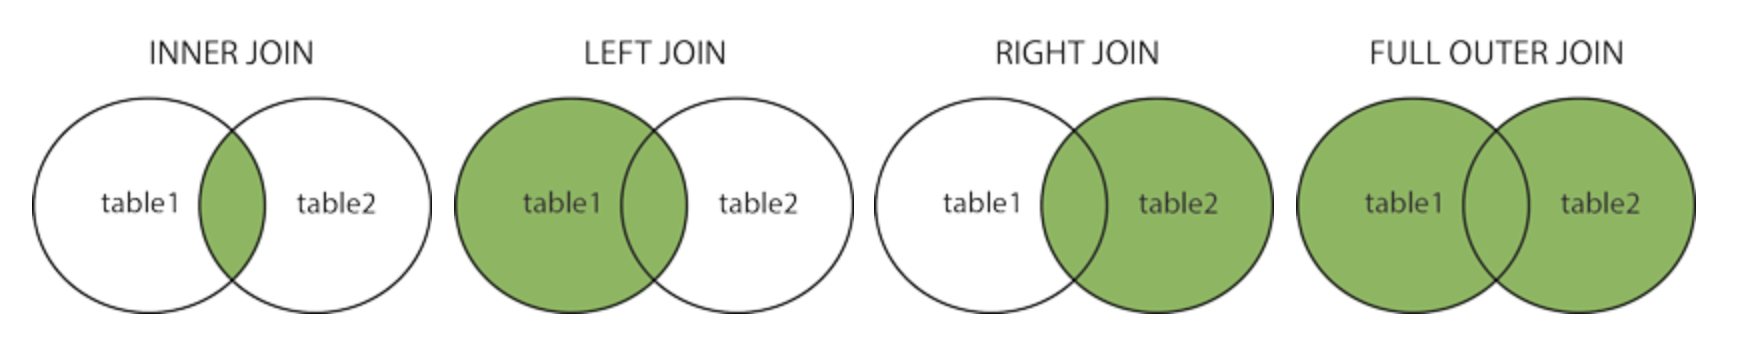 INNER JOIN
LEFT JOIN
RIGHT JOIN
FULL OUTER JOIN
table1
table2
table1
table2
table1
table2
table1
table2